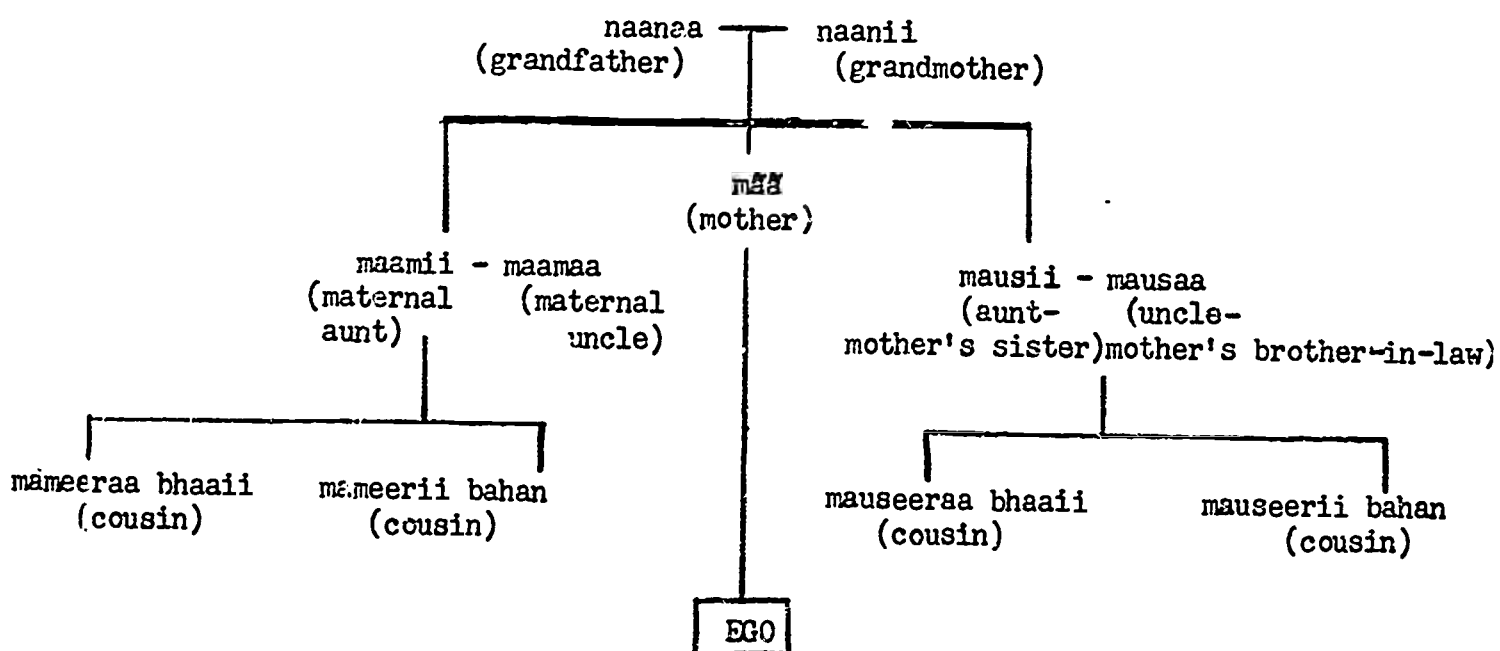 naanaa naanii
(grandfather) (grandmother)
mãã
(mother)
maamii - maamaa
(maternal aunt) (maternal uncle)
mausii - mausaa
(aunt- (uncle-
mother's sister) mother's brother-in-law)
mameeraa bhaaii mameerii bahan
(cousin) (cousin)
mauseeraa bhaaii mauseerii bahan
(cousin) (cousin)
EGO